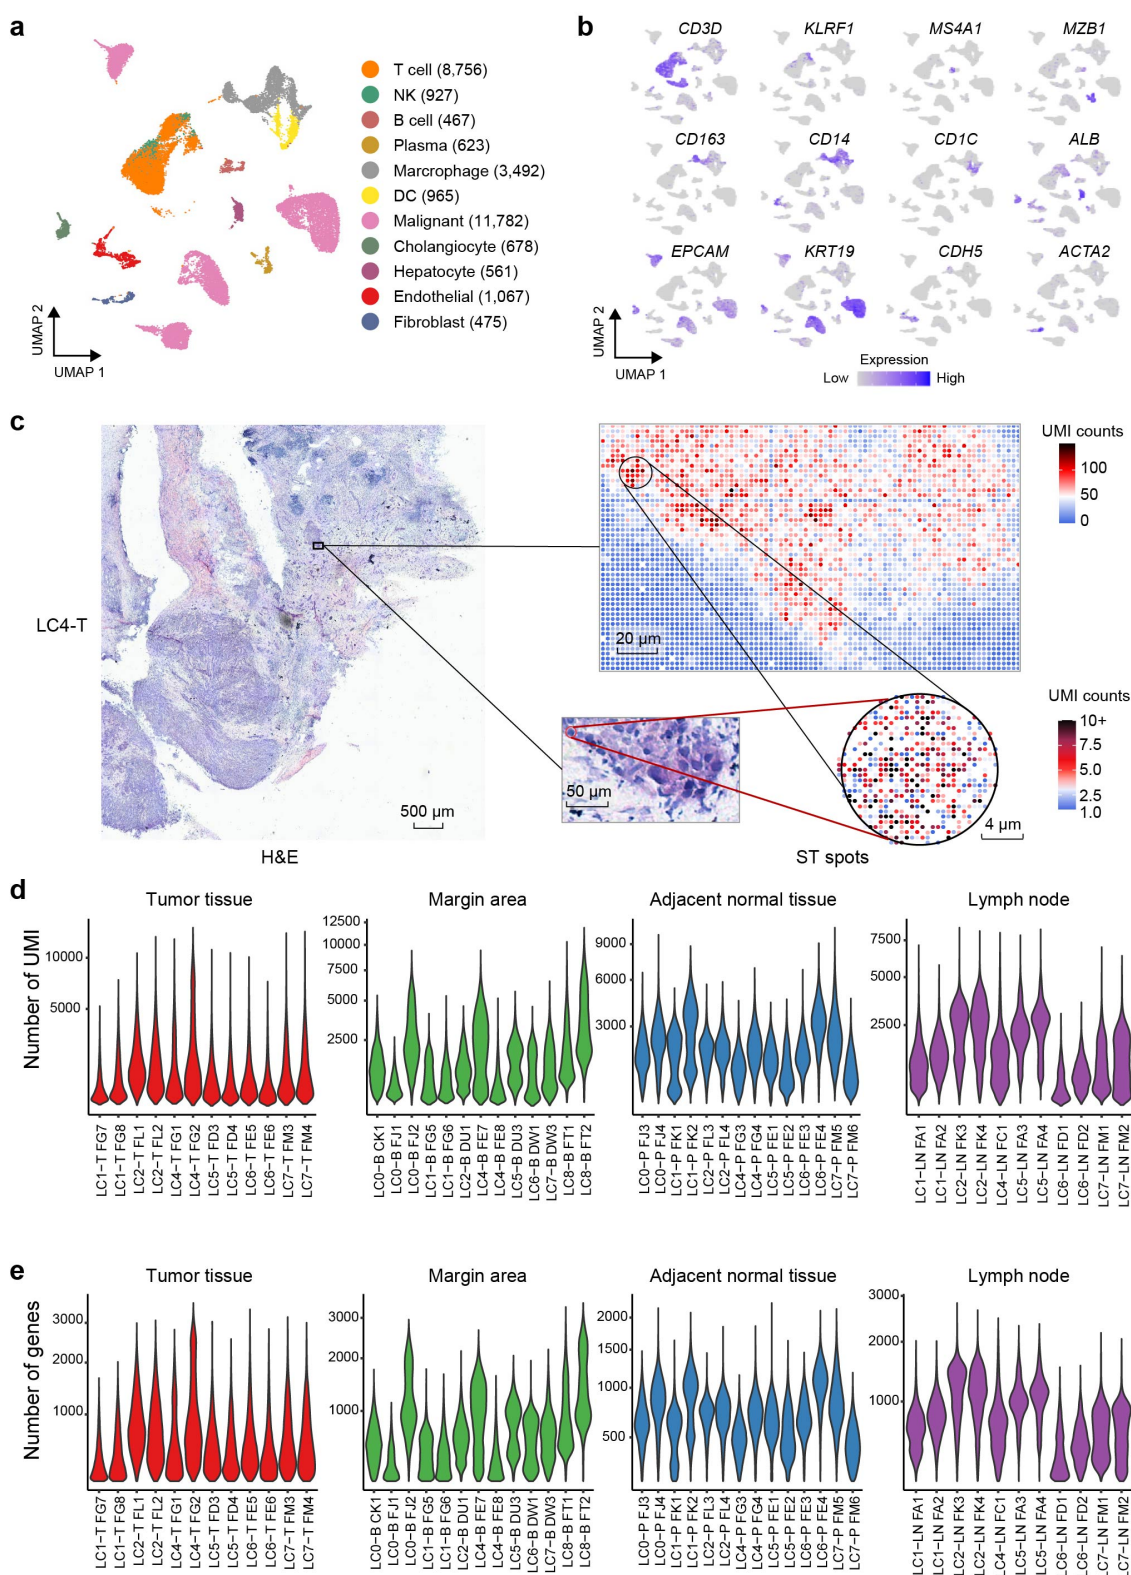 a
T cell (8,756)
NK (927)
B cell (467)
Plasma (623)
Marcrophage (3,492)
DC (965)
Malignant (11,782)
Cholangiocyte (678)
Hepatocyte (561)
Endothelial (1,067)
Fibroblast (475)
UMAP 2
UMAP 1
b
CD3D KLRF1 MS4A1 MZB1
CD163 CD14 CD1C ALB
EPCAM KRT19 CDH5 ACTA2
UMAP 2
UMAP 1
Expression
Low High
c
LC4-T
500 µm
H&E
20 µm
50 µm
4 µm
ST spots
UMI counts
100
50
0
UMI counts
10+
7.5
5.0
2.5
1.0
d
Number of UMI
Tumor tissue
10000
5000
LC1-T FG7
LC1-T FG8
LC2-T FL1
LC2-T FL2
LC4-T FG1
LC4-T FG2
LC5-T FD3
LC5-T FD4
LC6-T FE5
LC6-T FE6
LC7-T FM3
LC7-T FM4
Margin area
12500
10000
7500
5000
2500
LC0-B CK1
LC0-B FJ1
LC0-B FJ2
LC1-B FG5
LC1-B FG6
LC2-B DU1
LC4-B FE7
LC4-B FE8
LC5-B DU3
LC6-B DW1
LC7-B DW3
LC8-B FT1
LC8-B FT2
Adjacent normal tissue
9000
6000
3000
LC0-P FJ3
LC0-P FJ4
LC1-P FK1
LC1-P FK2
LC2-P FL3
LC2-P FL4
LC4-P FG3
LC4-P FG4
LC5-P FE1
LC5-P FE2
LC6-P FE3
LC6-P FE4
LC7-P FM5
LC7-P FM6
Lymph node
7500
5000
2500
LC1-LN FA1
LC1-LN FA2
LC2-LN FK3
LC2-LN FK4
LC4-LN FC1
LC5-LN FA3
LC5-LN FA4
LC6-LN FD1
LC6-LN FD2
LC7-LN FM1
LC7-LN FM2
e
Number of genes
Tumor tissue
3000
2000
1000
LC1-T FG7
LC1-T FG8
LC2-T FL1
LC2-T FL2
LC4-T FG1
LC4-T FG2
LC5-T FD3
LC5-T FD4
LC6-T FE5
LC6-T FE6
LC7-T FM3
LC7-T FM4
Margin area
3000
2000
1000
LC0-B CK1
LC0-B FJ1
LC0-B FJ2
LC1-B FG5
LC1-B FG6
LC2-B DU1
LC4-B FE7
LC4-B FE8
LC5-B DU3
LC6-B DW1
LC7-B DW3
LC8-B FT1
LC8-B FT2
Adjacent normal tissue
2000
1500
1000
500
LC0-P FJ3
LC0-P FJ4
LC1-P FK1
LC1-P FK2
LC2-P FL3
LC2-P FL4
LC4-P FG3
LC4-P FG4
LC5-P FE1
LC5-P FE2
LC6-P FE3
LC6-P FE4
LC7-P FM5
LC7-P FM6
Lymph node
3000
2000
1000
LC1-LN FA1
LC1-LN FA2
LC2-LN FK3
LC2-LN FK4
LC4-LN FC1
LC5-LN FA3
LC5-LN FA4
LC6-LN FD1
LC6-LN FD2
LC7-LN FM1
LC7-LN FM2